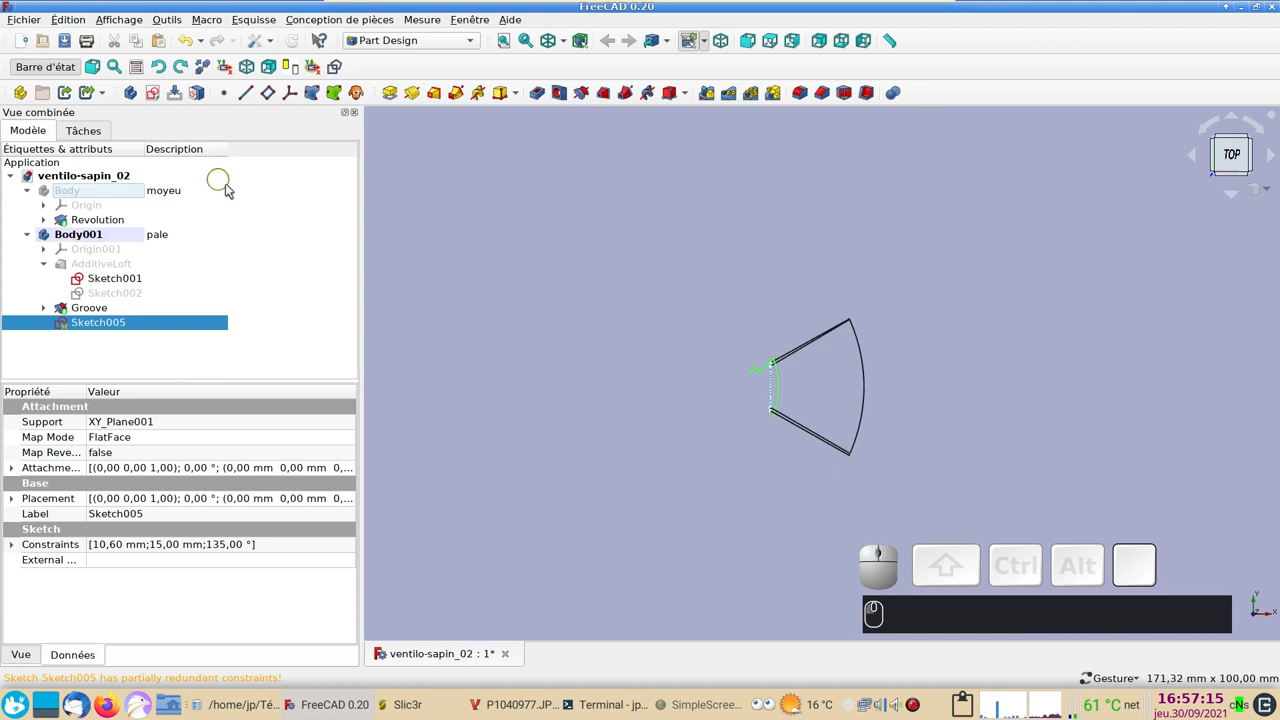 FreeCAD 0.20
Fichier Édition Affichage Outils Macro Esquisse Conception de pièces Mesure Fenêtre Aide
Part Design
Barre d'état
Vue combinée
Modèle Tâches
Étiquettes & attributs Description
Application
ventilo-sapin_02
Body moyeu
Origin
Revolution
Body001 pale
Origin001
AdditiveLoft
Sketch001
Sketch002
Groove
Sketch005
TOP
Propriété Valeur
Attachment
Support XY_Plane001
Map Mode FlatFace
Map Reve... false
Attachme... [(0,00 0,00 1,00); 0,00 °; (0,00 mm 0,00 mm 0,...
Base
Placement [(0,00 0,00 1,00); 0,00 °; (0,00 mm 0,00 mm 0,...
Label Sketch005
Sketch
Constraints [10,60 mm;15,00 mm;135,00 °]
External ...
Ctrl Alt
Y
X
Vue Données
ventilo-sapin_02 : 1*
Sketch Sketch005 has partially redundant constraints!
Gesture 171,32 mm x 100,00 mm
/home/jp/Té... FreeCAD 0.20 Slic3r P1040977.JP... Terminal - jp... SimpleScree... 16 °C 61 °C net 16:57:15 cNs
jeu.30/09/2021